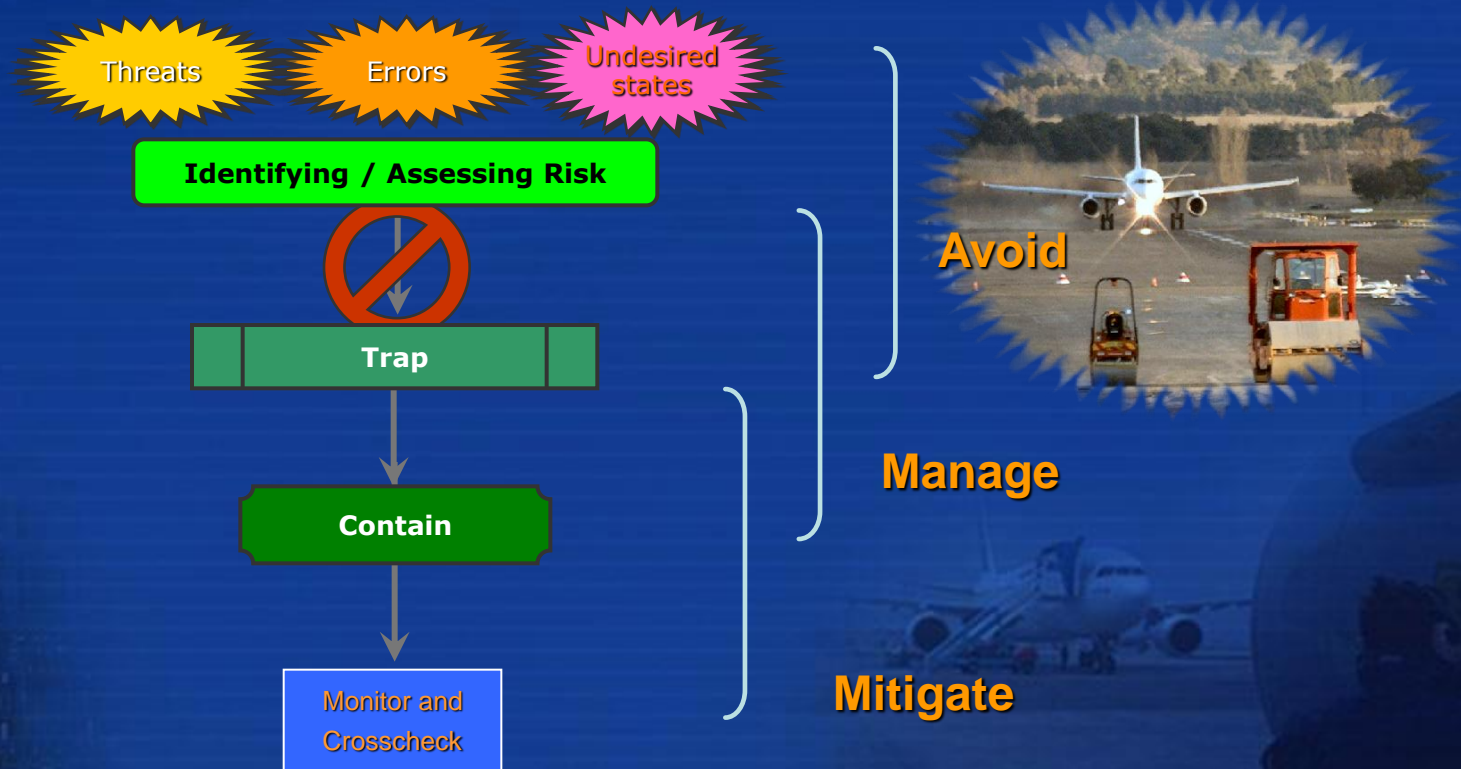 Threats
Errors
Undesired
states
Identifying / Assessing Risk
Avoid
Trap
Manage
Contain
Mitigate
Monitor and
Crosscheck